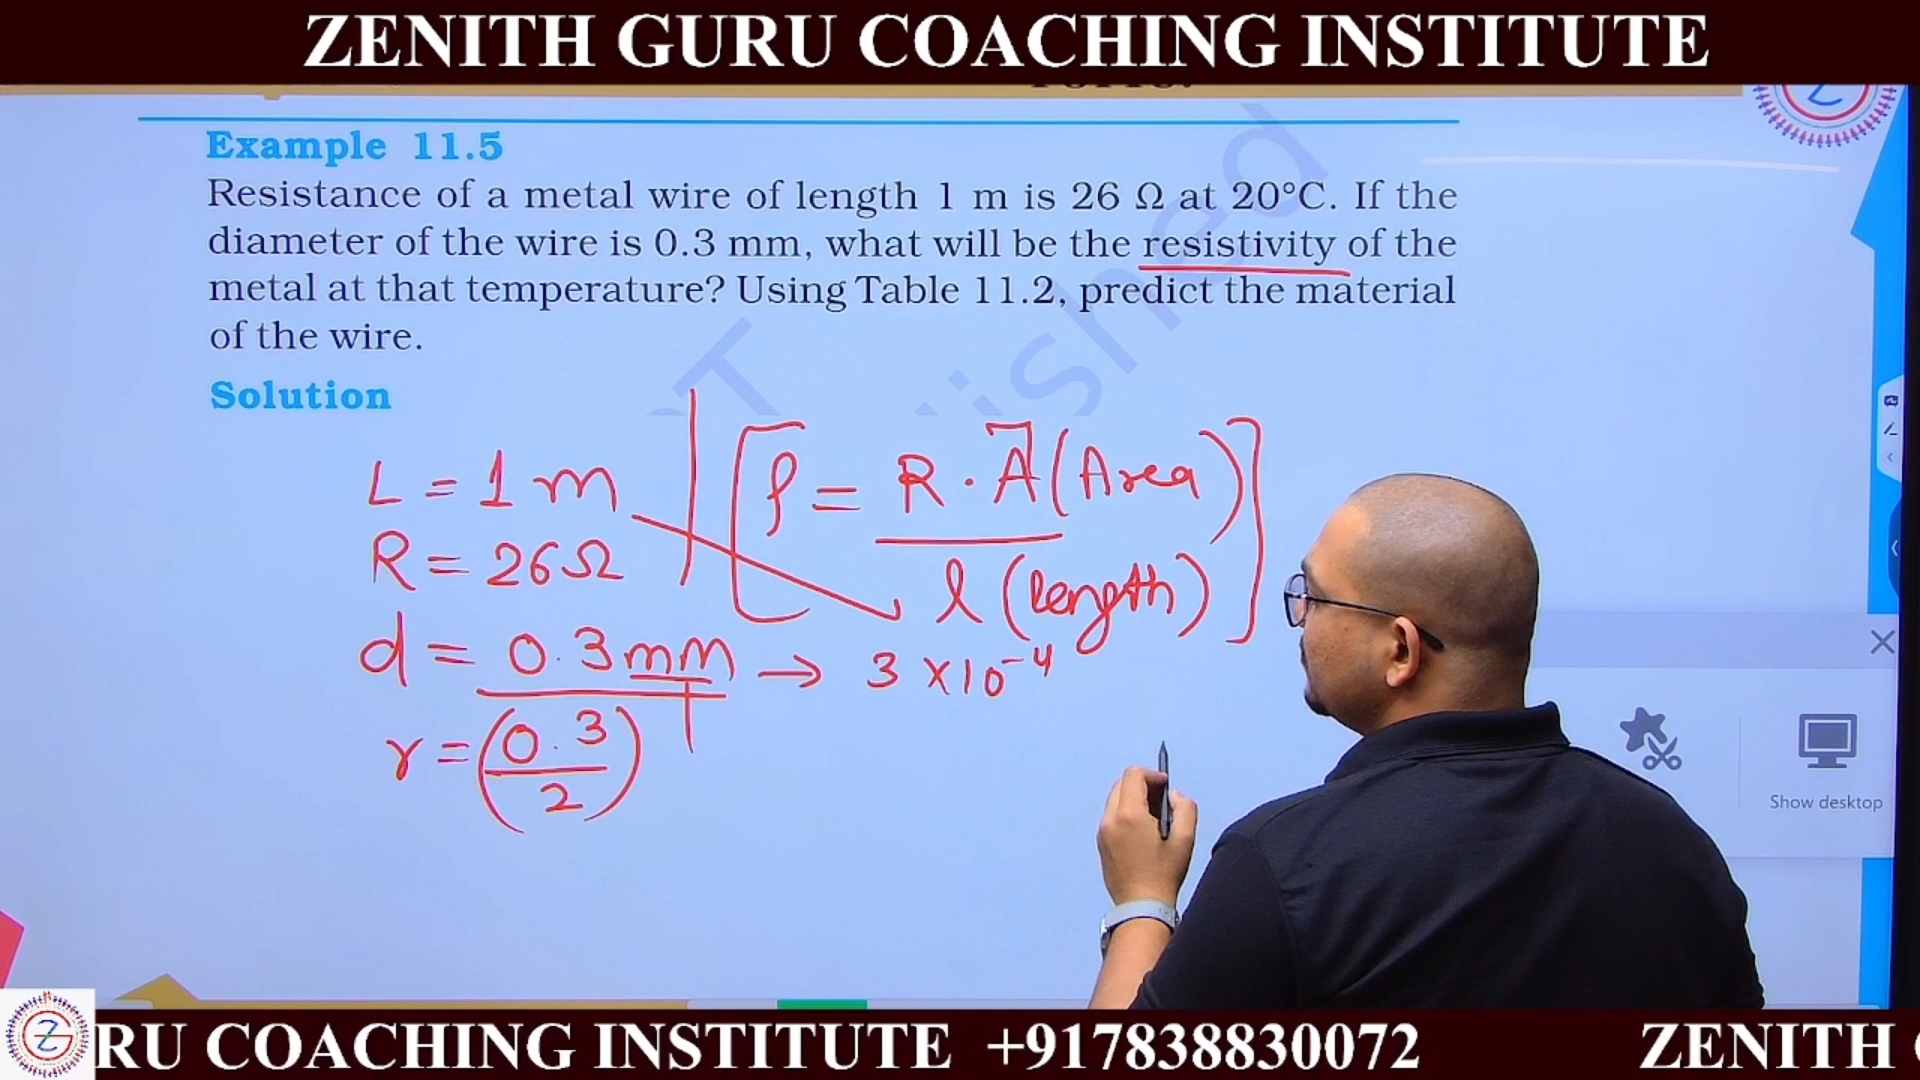 ZENITH GURU COACHING INSTITUTE
Example 11.5
Resistance of a metal wire of length 1 m is 26 Ω at 20°C. If the
diameter of the wire is 0.3 mm, what will be the resistivity of the
metal at that temperature? Using Table 11.2, predict the material
of the wire.
Solution
L = 1 m
R = 26 Ω
d = 0.3 mm → 3 × 10⁻⁴
r = (0.3/2)
ρ = R · A (Area) / l (length)
Show desktop
RU COACHING INSTITUTE +917838830072 ZENITH